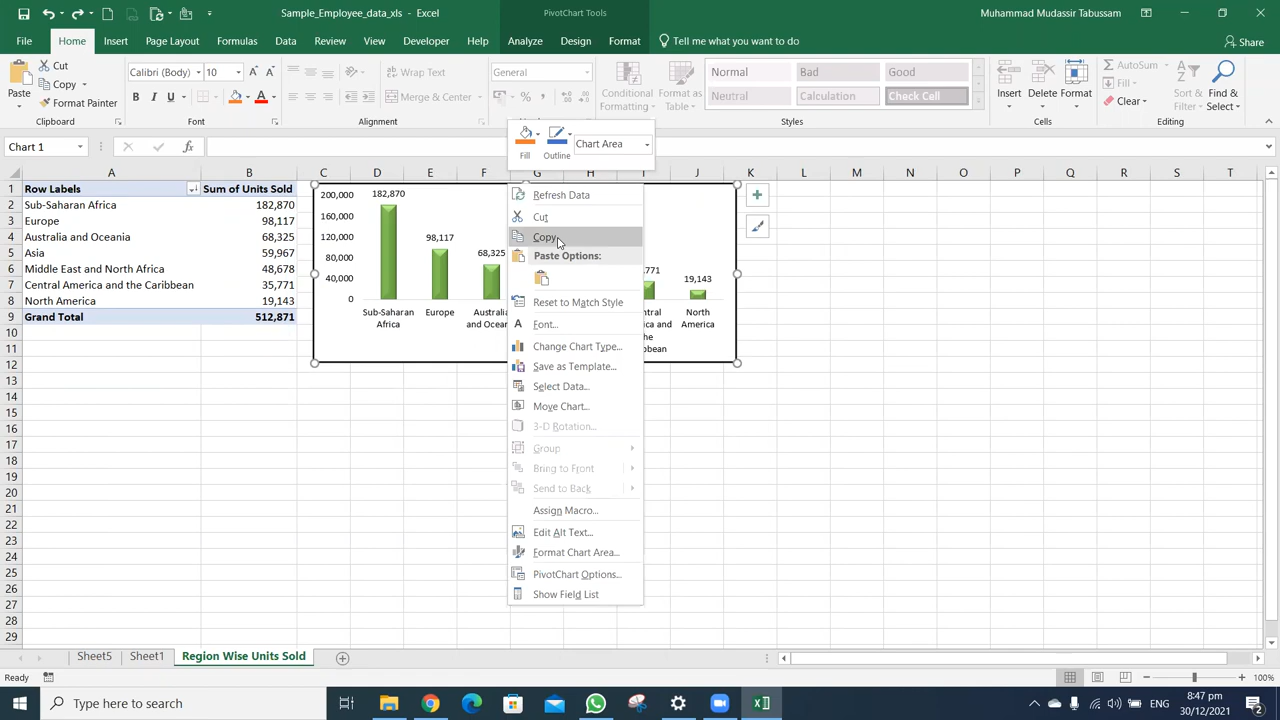 Sample_Employee_data_xls - Excel
PivotChart Tools
Muhammad Mudassir Tabussam
File Home Insert Page Layout Formulas Data Review View Developer Help Analyze Design Format Tell me what you want to do
Share
Paste
Cut
Copy
Format Painter
Clipboard
Calibri (Body) 10
B I U
Font
Wrap Text
Merge & Center
Alignment
General
Conditional Formatting
Format as Table
Normal Bad Good
Neutral Calculation Check Cell
Styles
Insert Delete Format
Cells
AutoSum
Fill
Clear
Sort & Filter
Find & Select
Editing
Chart 1
fx
Fill Outline Chart Area
A B C D E F G H I J K L M N O P Q R S T
1 Row Labels Sum of Units Sold
2 Sub-Saharan Africa 182,870
3 Europe 98,117
4 Australia and Oceania 68,325
5 Asia 59,967
6 Middle East and North Africa 48,678
7 Central America and the Caribbean 35,771
8 North America 19,143
9 Grand Total 512,871
10
11
12
13
14
15
16
17
18
19
20
21
22
23
24
25
26
27
28
29
200,000
160,000
120,000
80,000
40,000
0
182,870
98,117
68,325
,771
19,143
Sub-Saharan Africa
Europe
Australia and Oceani
ntral
ica and
he
bbean
North America
Refresh Data
Cut
Copy
Paste Options:
Reset to Match Style
Font...
Change Chart Type...
Save as Template...
Select Data...
Move Chart...
3-D Rotation...
Group
Bring to Front
Send to Back
Assign Macro...
Edit Alt Text...
Format Chart Area...
PivotChart Options...
Show Field List
Sheet5 Sheet1 Region Wise Units Sold
Ready
100%
Type here to search
8:47 pm
30/12/2021
2